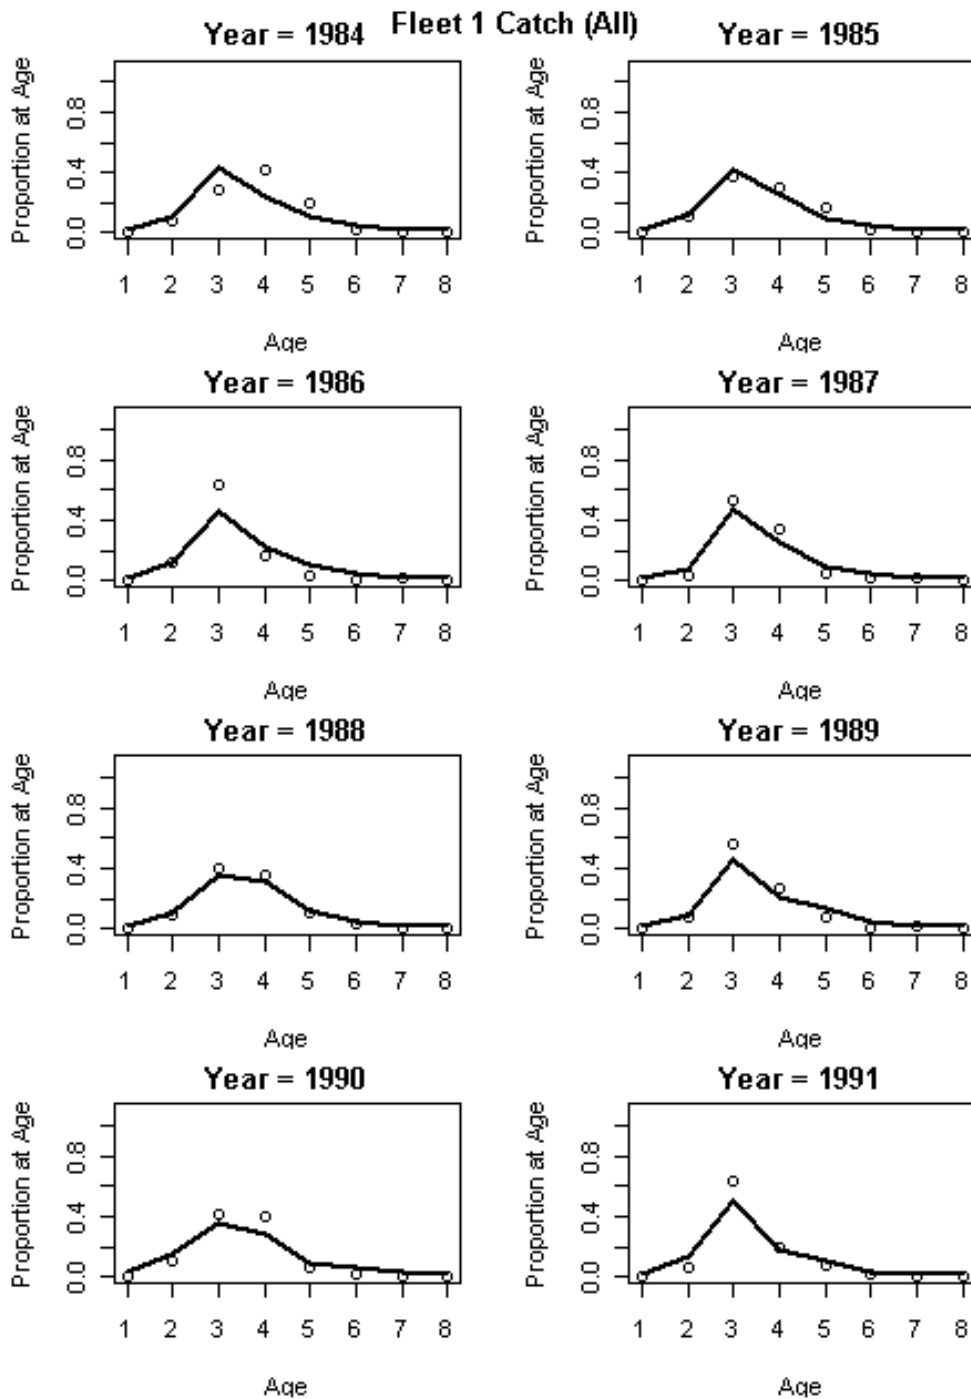 Fleet 1 Catch (All)
Year = 1984
Proportion at Age
0.0 0.4 0.8
1 2 3 4 5 6 7 8
Age
Year = 1985
Proportion at Age
0.0 0.4 0.8
1 2 3 4 5 6 7 8
Age
Year = 1986
Proportion at Age
0.0 0.4 0.8
1 2 3 4 5 6 7 8
Age
Year = 1987
Proportion at Age
0.0 0.4 0.8
1 2 3 4 5 6 7 8
Age
Year = 1988
Proportion at Age
0.0 0.4 0.8
1 2 3 4 5 6 7 8
Age
Year = 1989
Proportion at Age
0.0 0.4 0.8
1 2 3 4 5 6 7 8
Age
Year = 1990
Proportion at Age
0.0 0.4 0.8
1 2 3 4 5 6 7 8
Age
Year = 1991
Proportion at Age
0.0 0.4 0.8
1 2 3 4 5 6 7 8
Age